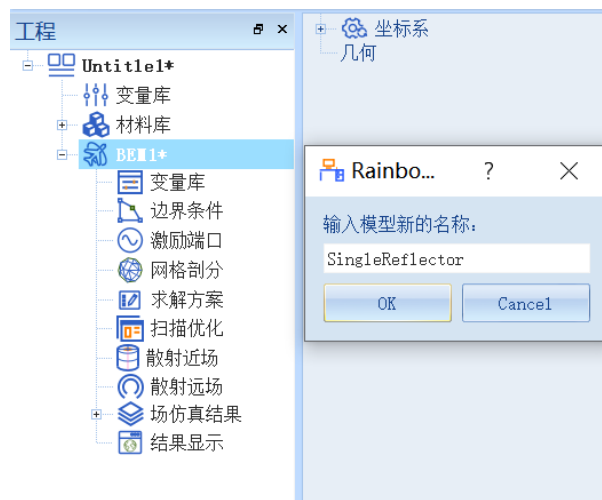 工程
Untitle1*
变量库
材料库
BEM1*
变量库
边界条件
激励端口
网格剖分
求解方案
扫描优化
散射近场
散射远场
场仿真结果
结果显示
坐标系
几何
Rainbo... ?
输入模型新的名称:
SingleReflector
OK Cancel